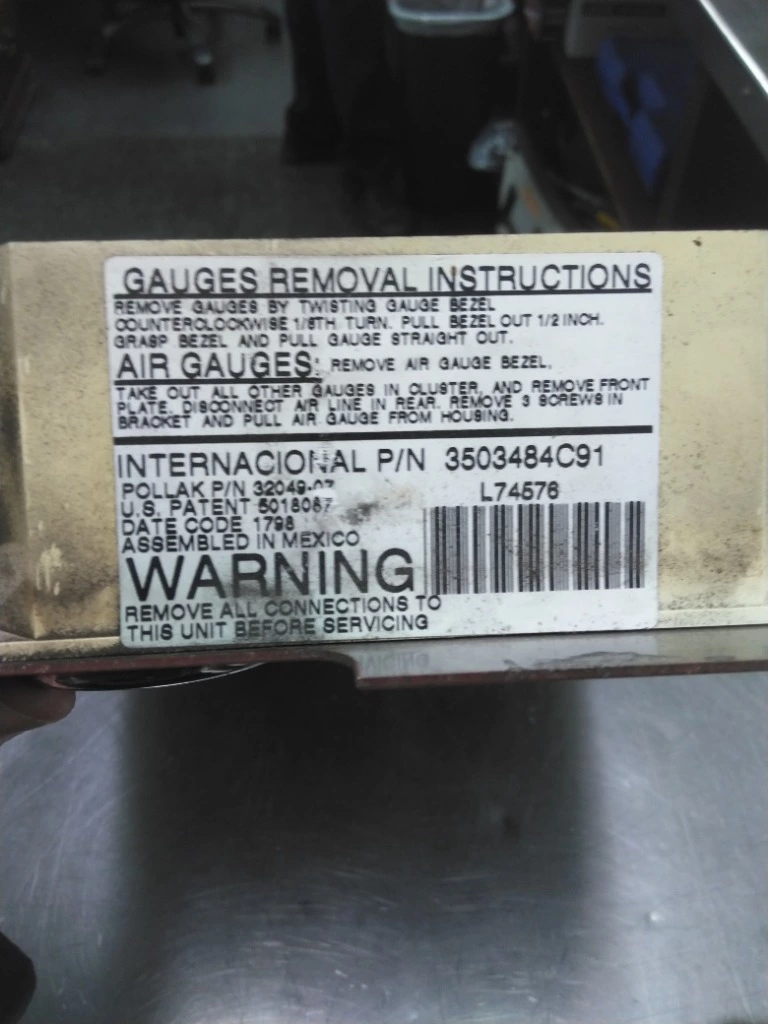 GAUGES REMOVAL INSTRUCTIONS
REMOVE GAUGES BY TWISTING GAUGE BEZEL
COUNTERCLOCKWISE 1/8TH TURN. PULL BEZEL OUT 1/2 INCH.
GRASP BEZEL AND PULL GAUGE STRAIGHT OUT.
AIR GAUGES: REMOVE AIR GAUGE BEZEL,
TAKE OUT ALL OTHER GAUGES IN CLUSTER, AND REMOVE FRONT
PLATE. DISCONNECT AIR LINE IN REAR. REMOVE 3 SCREWS IN
BRACKET AND PULL AIR GAUGE FROM HOUSING.
INTERNACIONAL P/N 3503484C91
POLLAK P/N 32049-07
L74576
U.S. PATENT 5018087
DATE CODE 1798
ASSEMBLED IN MEXICO
WARNING
REMOVE ALL CONNECTIONS TO
THIS UNIT BEFORE SERVICING